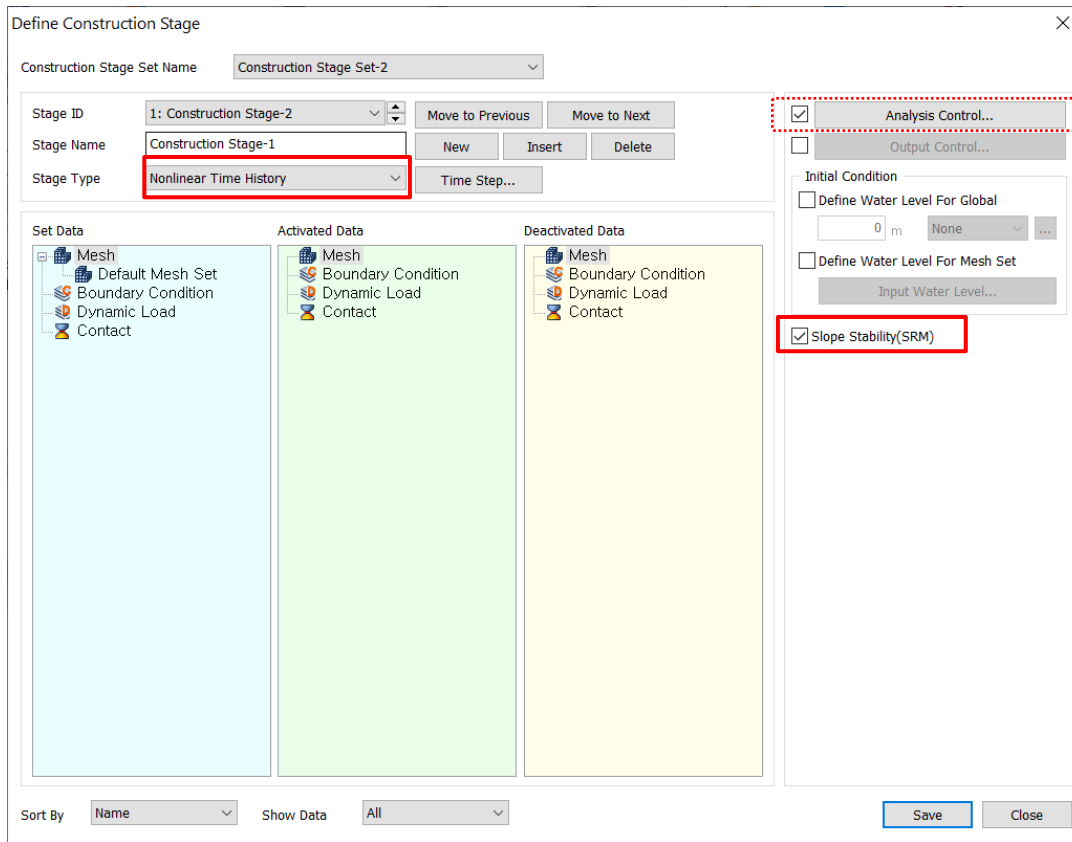 Define Construction Stage
Construction Stage Set Name Construction Stage Set-2
Stage ID 1: Construction Stage-2 Move to Previous Move to Next
Stage Name Construction Stage-1 New Insert Delete
Stage Type Nonlinear Time History Time Step...
Analysis Control...
Output Control...
Initial Condition
Define Water Level For Global
0 m None ...
Define Water Level For Mesh Set
Input Water Level...
Slope Stability(SRM)
Set Data
Mesh
Default Mesh Set
Boundary Condition
Dynamic Load
Contact
Activated Data
Mesh
Boundary Condition
Dynamic Load
Contact
Deactivated Data
Mesh
Boundary Condition
Dynamic Load
Contact
Sort By Name Show Data All Save Close